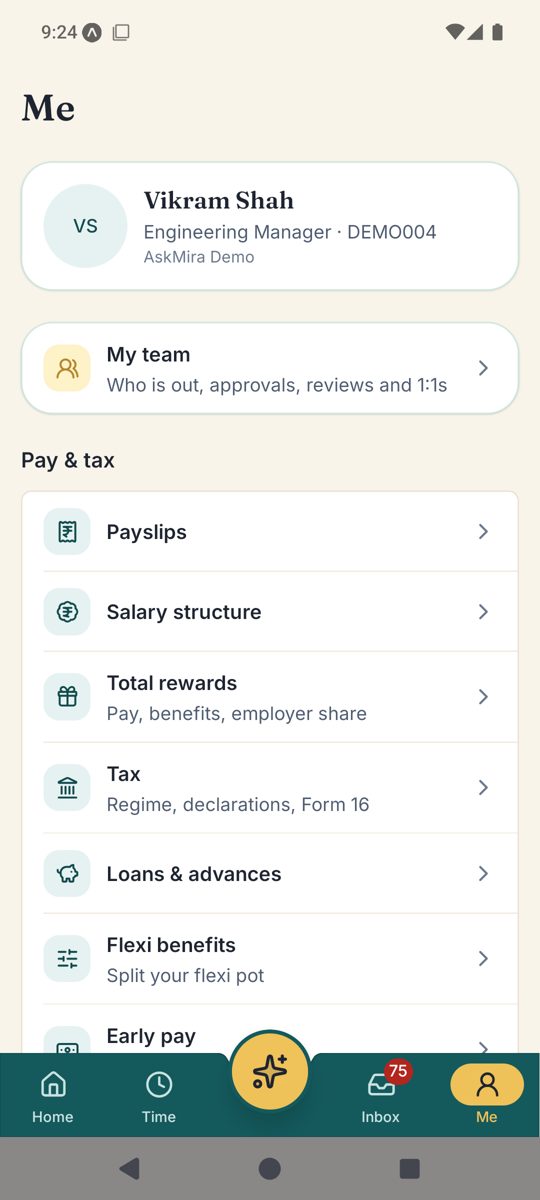 9:24
Me
VS
Vikram Shah
Engineering Manager · DEMO004
AskMira Demo
My team
Who is out, approvals, reviews and 1:1s
Pay & tax
Payslips
Salary structure
Total rewards
Pay, benefits, employer share
Tax
Regime, declarations, Form 16
Loans & advances
Flexi benefits
Split your flexi pot
Early pay
75
Home
Time
Inbox
Me